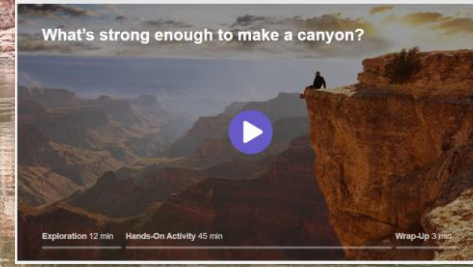 What's strong enough to make a canyon?
Exploration 12 min Hands-On Activity 45 min Wrap-Up 3 min